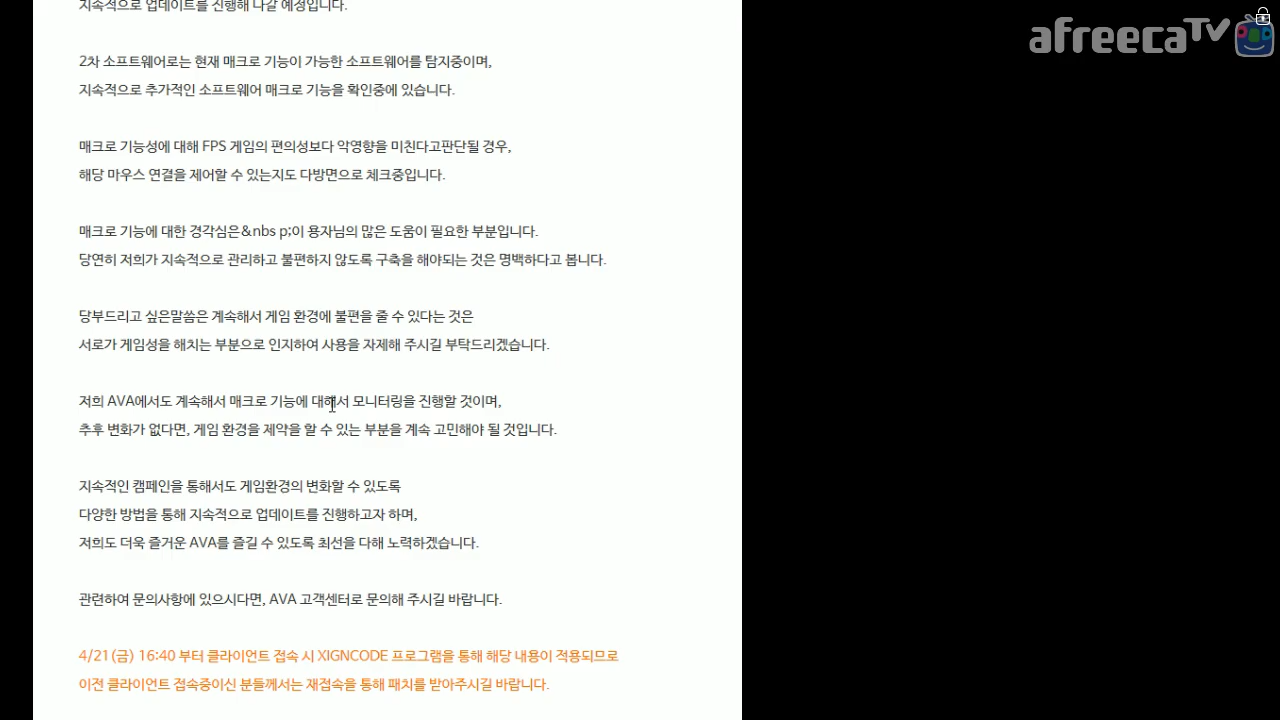 지속적으로 업데이트를 진행해 나갈 예정입니다.
afreecaTV
2차 소프트웨어로는 현재 매크로 기능이 가능한 소프트웨어를 탐지중이며,
지속적으로 추가적인 소프트웨어 매크로 기능을 확인중에 있습니다.
매크로 기능성에 대해 FPS 게임의 편의성보다 악영향을 미친다고판단될 경우,
해당 마우스 연결을 제어할 수 있는지도 다방면으로 체크중입니다.
매크로 기능에 대한 경각심은&nbs p;이 용자님의 많은 도움이 필요한 부분입니다.
당연히 저희가 지속적으로 관리하고 불편하지 않도록 구축을 해야되는 것은 명백하다고 봅니다.
당부드리고 싶은말씀은 계속해서 게임 환경에 불편을 줄 수 있다는 것은
서로가 게임성을 해치는 부분으로 인지하여 사용을 자제해 주시길 부탁드리겠습니다.
저희 AVA에서도 계속해서 매크로 기능에 대해서 모니터링을 진행할 것이며,
추후 변화가 없다면, 게임 환경을 제약을 할 수 있는 부분을 계속 고민해야 될 것입니다.
지속적인 캠페인을 통해서도 게임환경의 변화할 수 있도록
다양한 방법을 통해 지속적으로 업데이트를 진행하고자 하며,
저희도 더욱 즐거운 AVA를 즐길 수 있도록 최선을 다해 노력하겠습니다.
관련하여 문의사항에 있으시다면, AVA 고객센터로 문의해 주시길 바랍니다.
4/21(금) 16:40 부터 클라이언트 접속 시 XIGNCODE 프로그램을 통해 해당 내용이 적용되므로
이전 클라이언트 접속중이신 분들께서는 재접속을 통해 패치를 받아주시길 바랍니다.